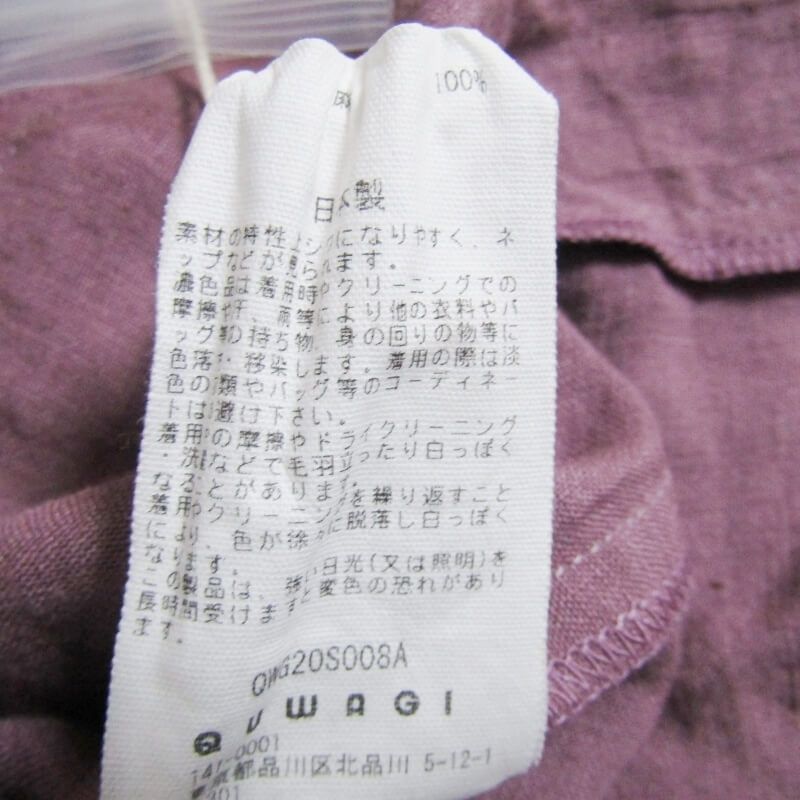 麻 100%
日本製
素材の特性上シワになりやすく、ネ
ップなどが見られます。
濃色品は着用時やクリーニングでの
摩擦や汗、雨等により他の衣料やバ
ッグ等の持ち物、身の回りの物等に
色落・移染します。着用の際は淡
色の類やバッグ等のコーディネー
トは避け下さい。
着用中の摩擦やドライクリーニング
・洗濯などで毛羽立ったり白っぽく
なることがあります。
着用やクリーニングを繰り返すこと
により、色が徐々に脱落し白っぽく
なります。
この製品は、強い日光(又は照明)を
長時間受けますと変色の恐れがあり
ます。
QWG20S008A
QUWAGI
141-0001
東京都品川区北品川 5-12-1